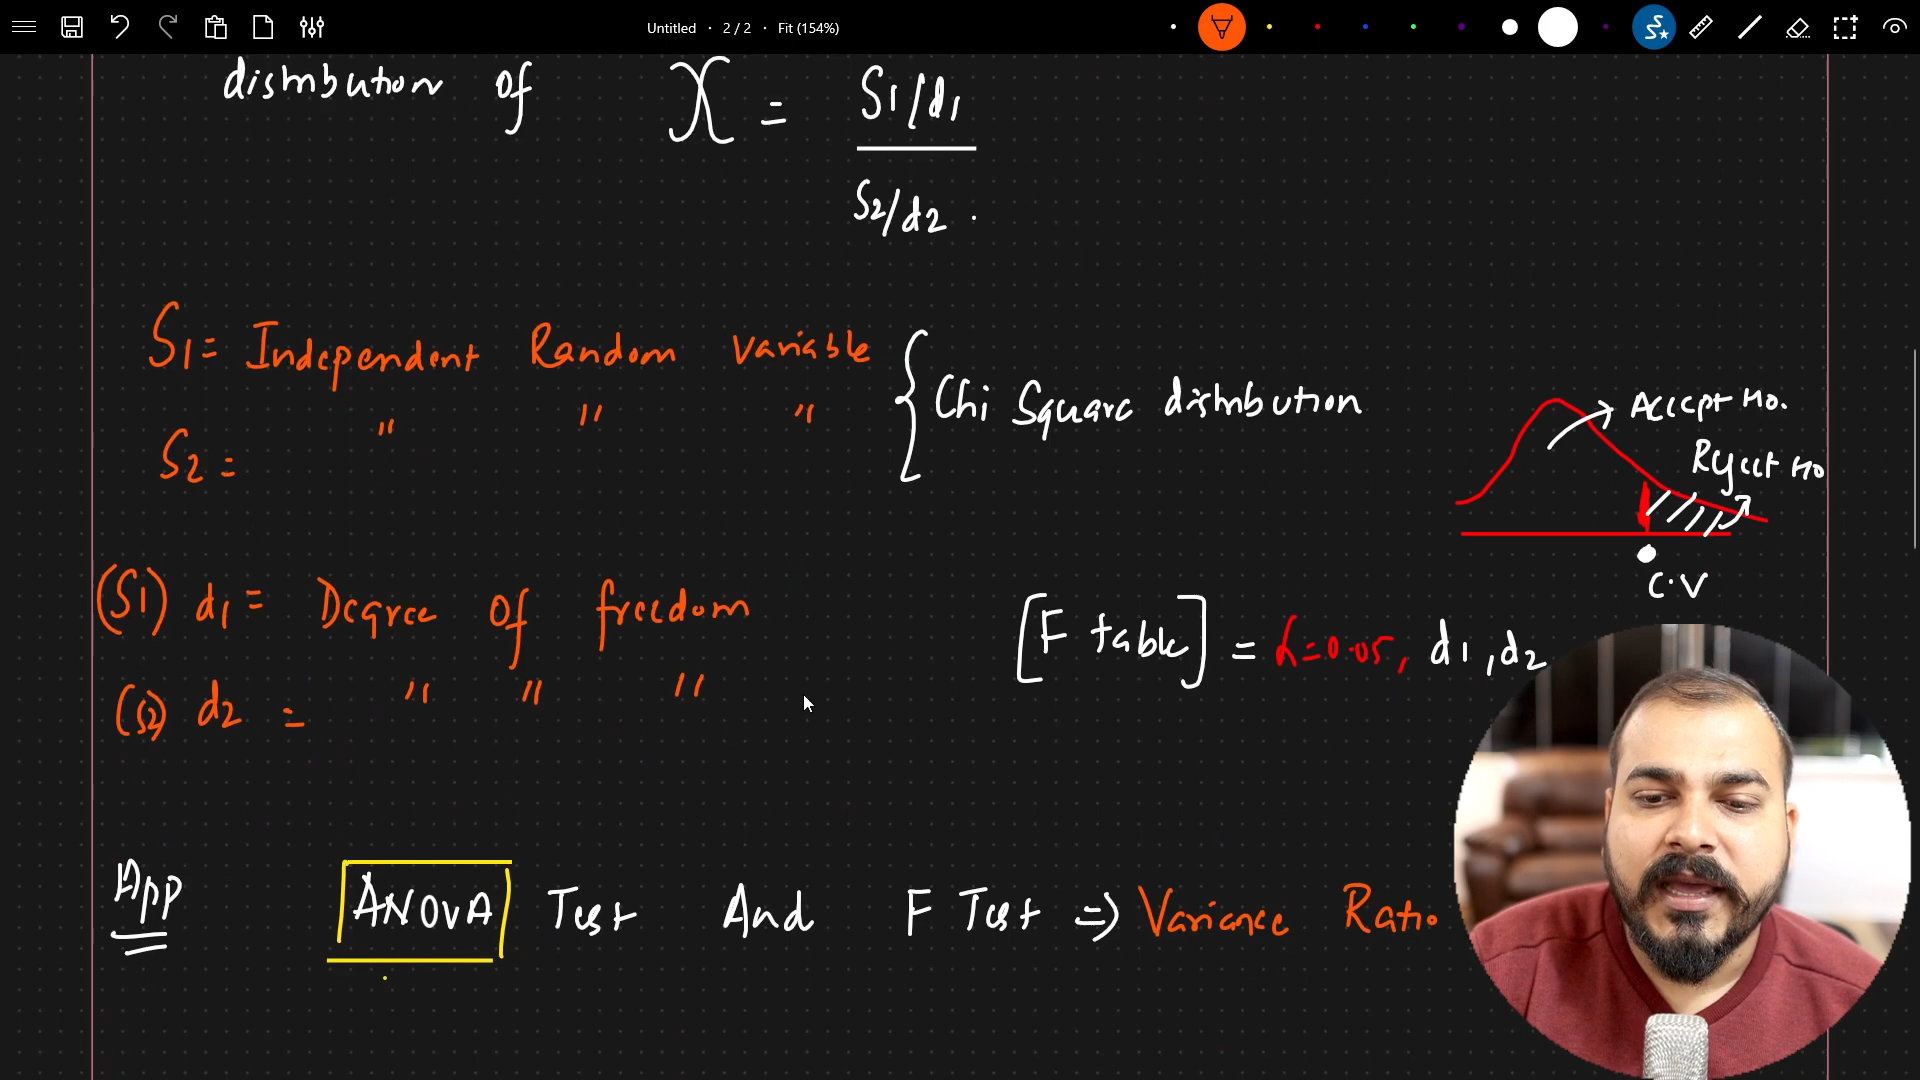 Untitled · 2 / 2 · Fit (154%)
distribution of X = S1/d1
S2/d2 .
S1 = Independent Random Variable
S2 = " " "
{ Chi Square distribution
Accept H0.
Reject H0
C.V
(S1) d1 = Degree of freedom
(S2) d2 = " " "
[F table] = α=0.05, d1, d2
App
ANOVA Test And F Test => Variance Ratio